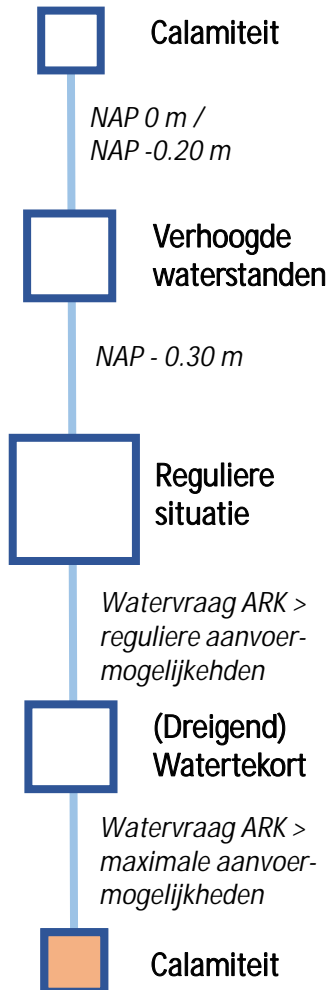 Calamiteit
NAP 0 m /
NAP -0.20 m
Verhoogde
waterstanden
NAP - 0.30 m
Reguliere
situatie
Watervraag ARK >
reguliere aanvoer-
mogelijkehden
(Dreigend)
Watertekort
Watervraag ARK >
maximale aanvoer-
mogelijkheden
Calamiteit